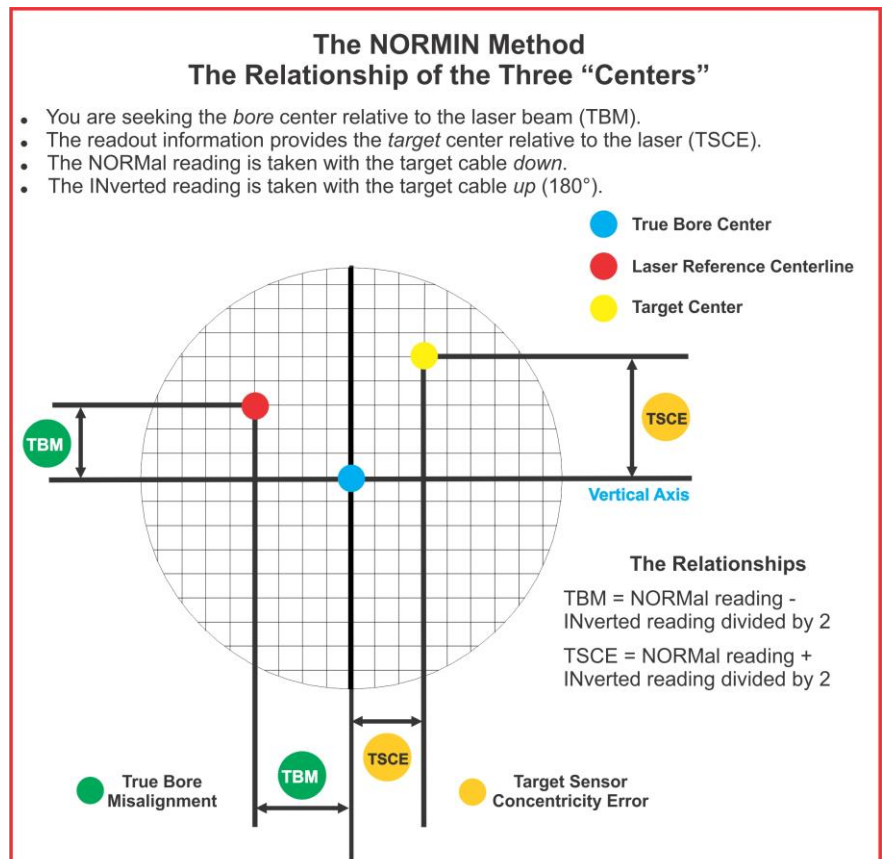 The NORMIN Method
The Relationship of the Three “Centers”
• You are seeking the bore center relative to the laser beam (TBM).
• The readout information provides the target center relative to the laser (TSCE).
• The NORMal reading is taken with the target cable down.
• The INverted reading is taken with the target cable up (180°).
True Bore Center
Laser Reference Centerline
Target Center
TBM
TSCE
Vertical Axis
The Relationships
TBM = NORMal reading -
INverted reading divided by 2
TSCE = NORMal reading +
INverted reading divided by 2
TSCE
TBM
True Bore
Misalignment
Target Sensor
Concentricity Error